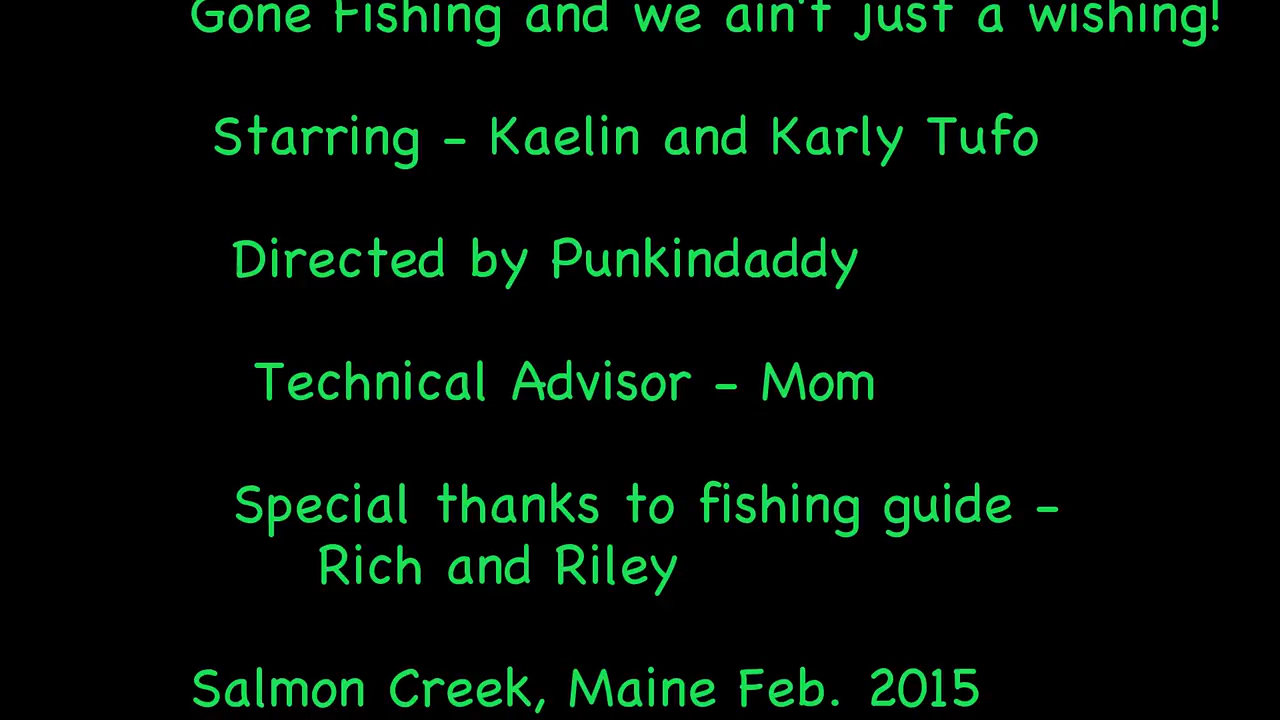 Gone Fishing and we ain't just a wishing!
Starring - Kaelin and Karly Tufo
Directed by Punkindaddy
Technical Advisor - Mom
Special thanks to fishing guide -
Rich and Riley
Salmon Creek, Maine Feb. 2015